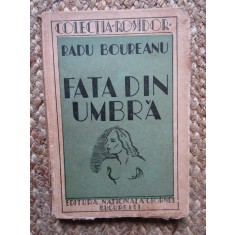 COLECȚIA·ROSIDOR·
RADU BOUREANU
FATA DIN
UMBRĂ
EDITURA NAȚIONALA CIORNEI
BUCUREȘTI